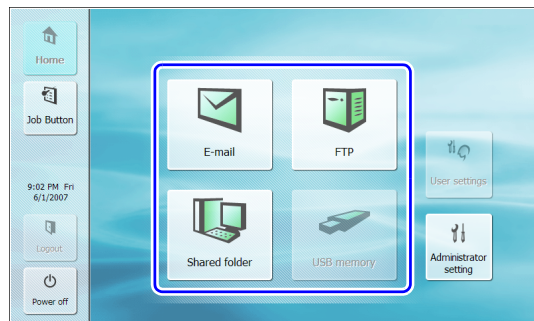 Home
Job Button
9:02 PM Fri
6/1/2007
Logout
Power off
E-mail
FTP
Shared folder
USB memory
User settings
Administrator
setting